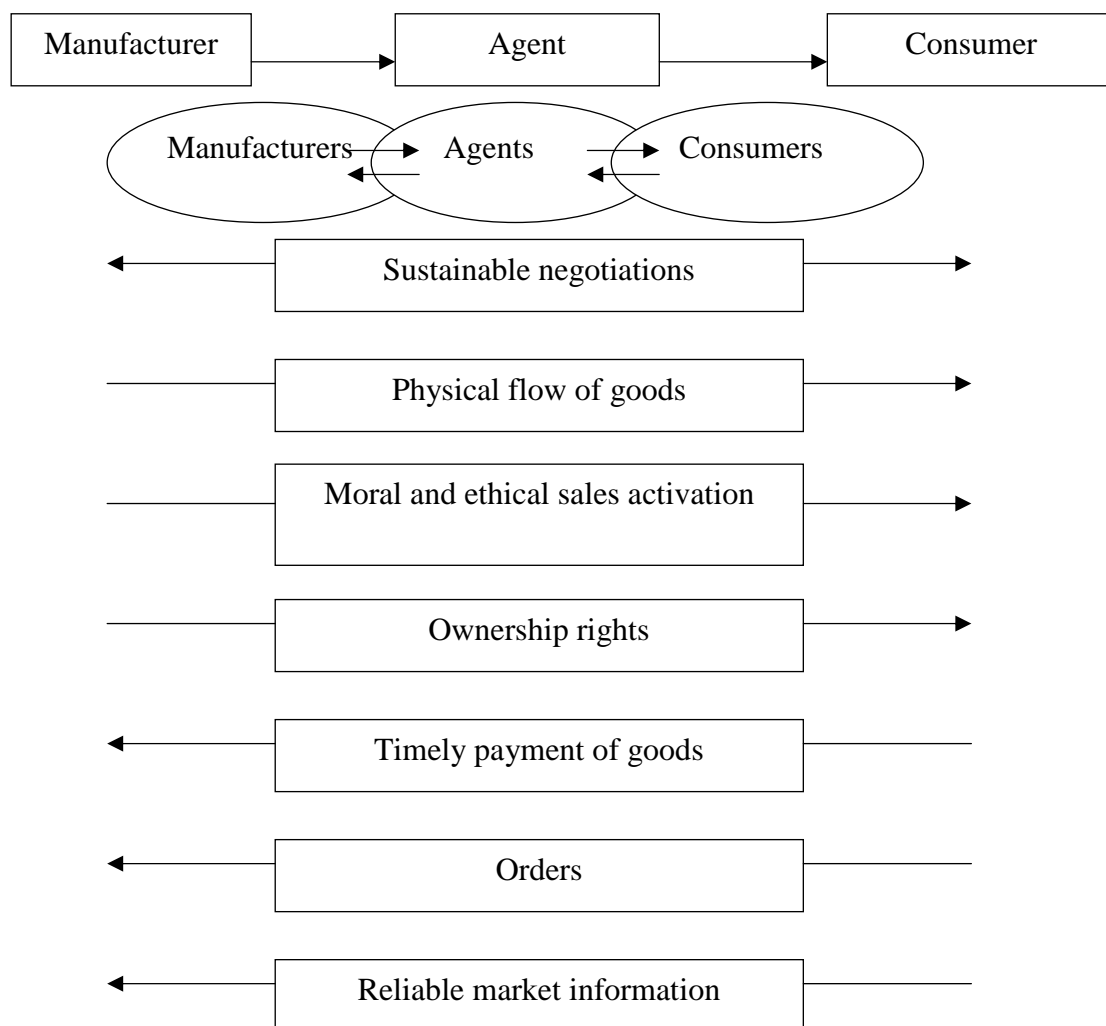 Manufacturer
Agent
Consumer
Manufacturers
Agents
Consumers
Sustainable negotiations
Physical flow of goods
Moral and ethical sales activation
Ownership rights
Timely payment of goods
Orders
Reliable market information